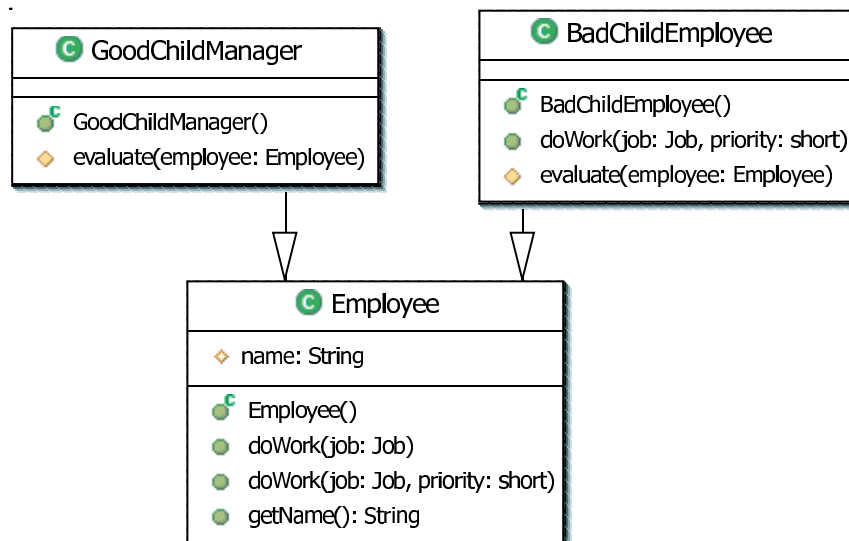 GoodChildManager
GoodChildManager()
evaluate(employee: Employee)
BadChildEmployee
BadChildEmployee()
doWork(job: Job, priority: short)
evaluate(employee: Employee)
Employee
name: String
Employee()
doWork(job: Job)
doWork(job: Job, priority: short)
getName(): String